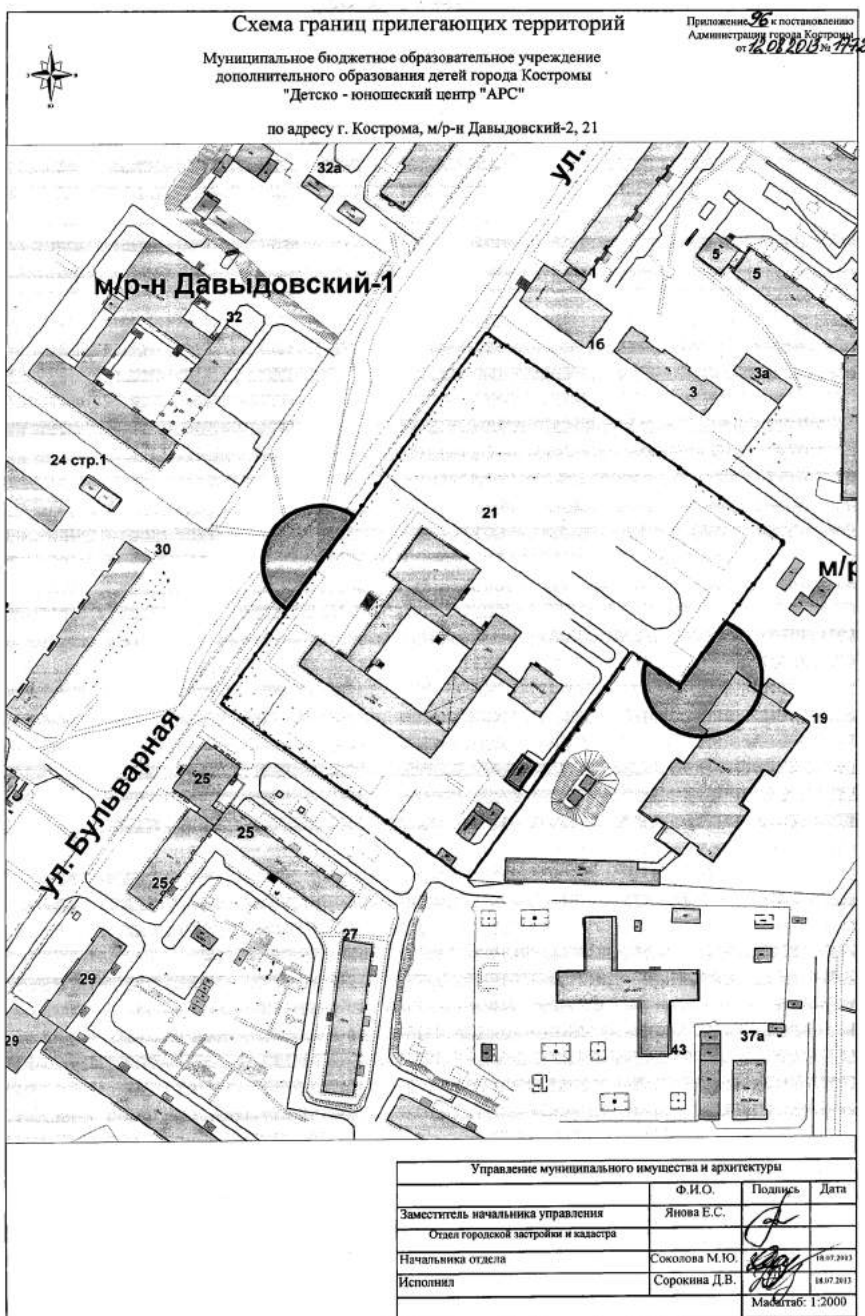 Схема границ прилегающих территорий
Приложение 96 к постановлению
Администрации города Костромы
от 12.08.2013 № 1772
Муниципальное бюджетное образовательное учреждение
дополнительного образования детей города Костромы
"Детско - юношеский центр "АРС"
по адресу г. Кострома, м/р-н Давыдовский-2, 21
32а
ул.
5
5
м/р-н Давыдовский-1
1
32
16
3а
3
24 стр.1
21
30
м/р
19
25
ул. Бульварная
25
25
27
29
29
37а
43
Управление муниципального имущества и архитектуры
Ф.И.О.
Подпись
Дата
Заместитель начальника управления
Янова Е.С.
Отдел городской застройки и кадастра
Начальника отдела
Соколова М.Ю.
18.07.2013
Исполнил
Сорокина Д.В.
18.07.2013
Масштаб: 1:2000